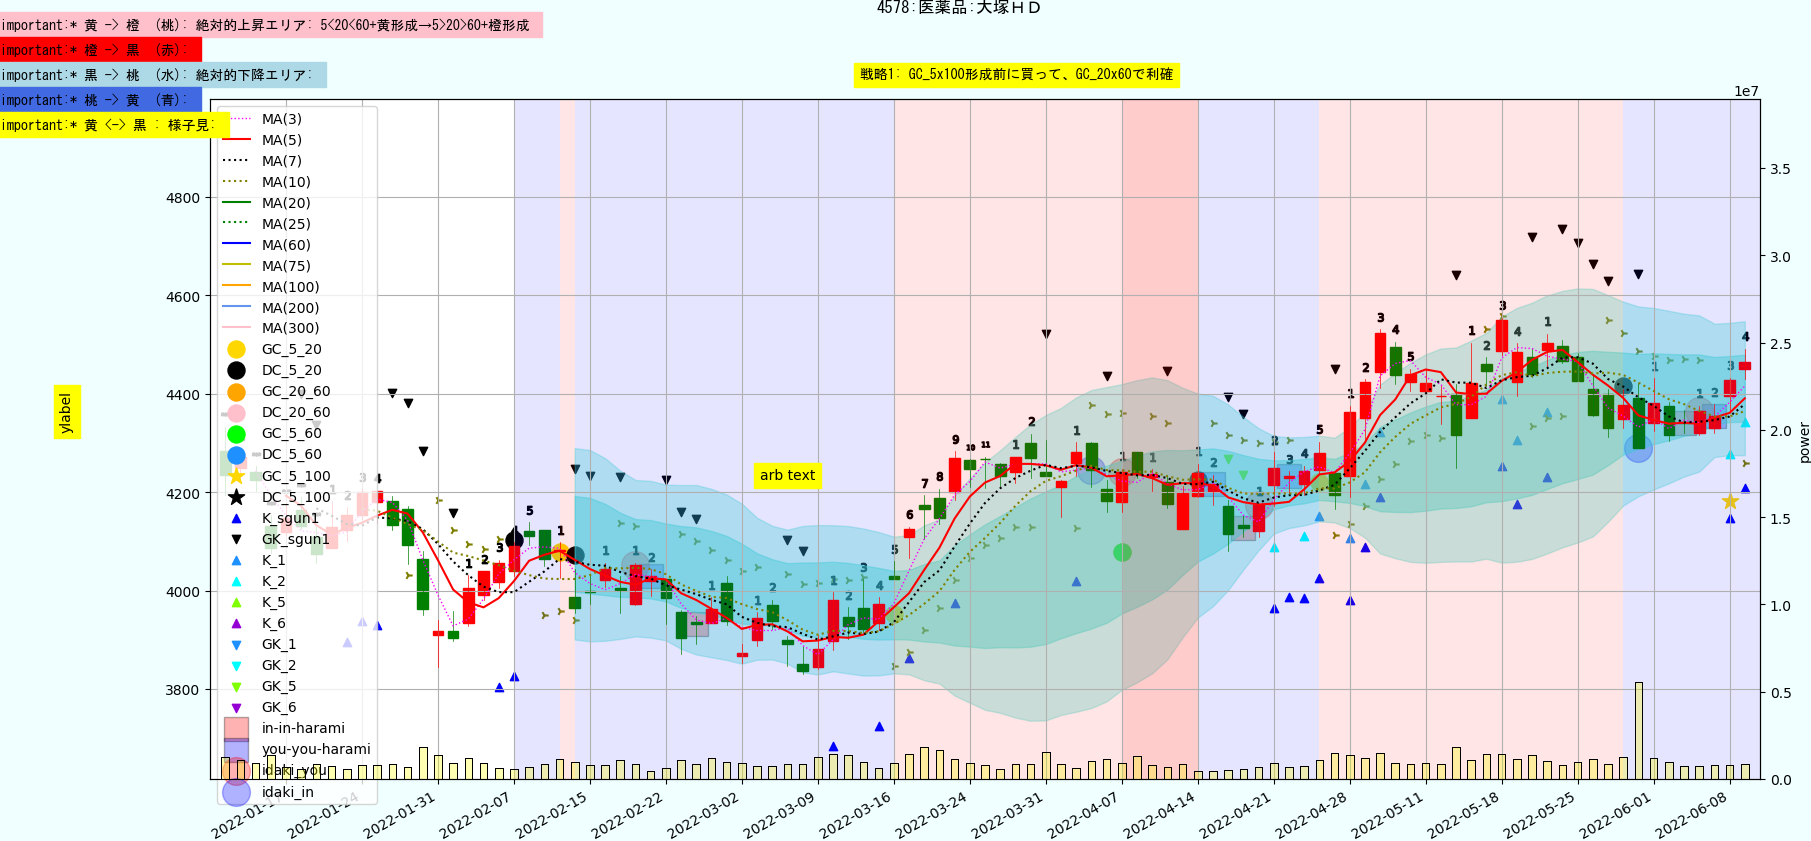 4578:医薬品:大塚ＨＤ
important:* 黄 -> 橙 (桃): 絶対的上昇エリア: 5<20<60+黄形成→5>20>60+橙形成
important:* 橙 -> 黒 (赤):
important:* 黒 -> 桃 (水): 絶対的下降エリア:
戦略1: GC_5x100形成前に買って、GC_20x60で利確
important:* 桃 -> 黄 (青):
important:* 黄 <-> 黒 : 様子見:
1e7
MA(3)
MA(5)
MA(7)
MA(10)
MA(20)
MA(25)
MA(60)
MA(75)
MA(100)
MA(200)
MA(300)
GC_5_20
DC_5_20
GC_20_60
DC_20_60
GC_5_60
DC_5_60
GC_5_100
DC_5_100
K_sgun1
GK_sgun1
K_1
K_2
K_5
K_6
GK_1
GK_2
GK_5
GK_6
in-in-harami
you-you-harami
idaki_you
idaki_in
4800
4600
4400
4200
4000
3800
ylabel
arb text
3.5
3.0
2.5
2.0
1.5
1.0
0.5
0.0
power
2022-01-17
2022-01-24
2022-01-31
2022-02-07
2022-02-15
2022-02-22
2022-03-02
2022-03-09
2022-03-16
2022-03-24
2022-03-31
2022-04-07
2022-04-14
2022-04-21
2022-04-28
2022-05-11
2022-05-18
2022-05-25
2022-06-01
2022-06-08